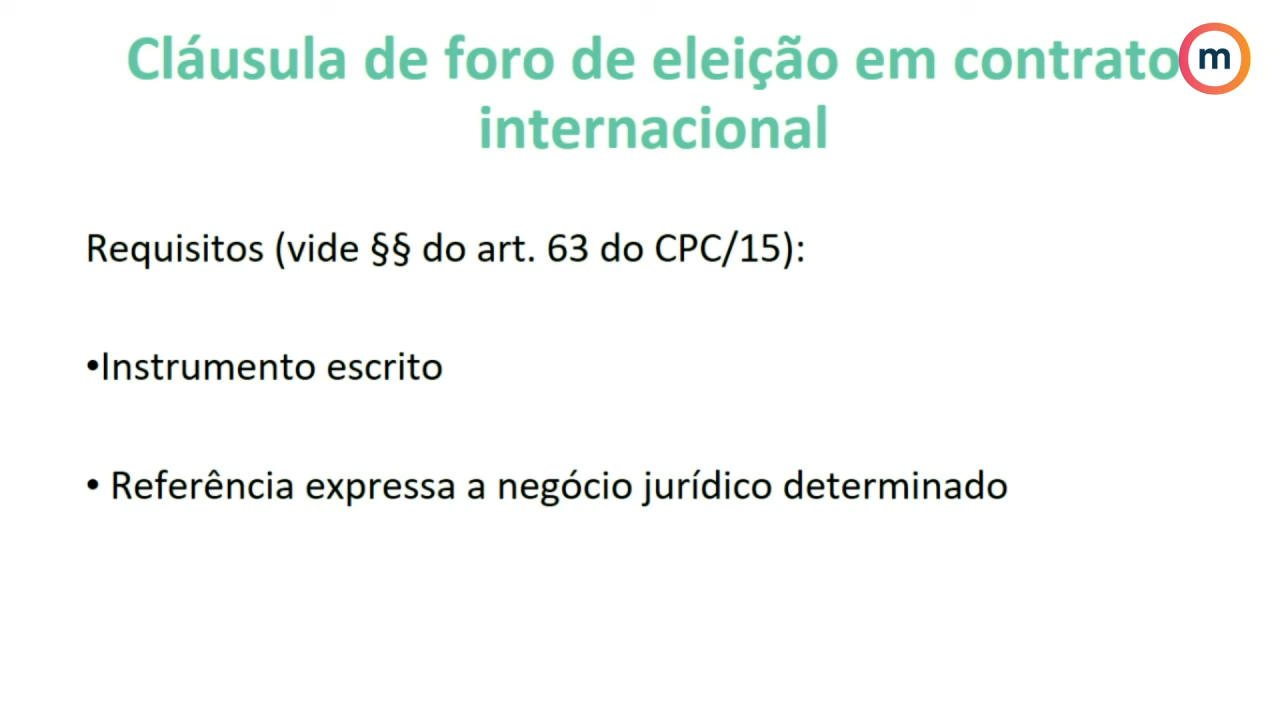 Cláusula de foro de eleição em contrato
m
internacional
Requisitos (vide §§ do art. 63 do CPC/15):
•Instrumento escrito
• Referência expressa a negócio jurídico determinado